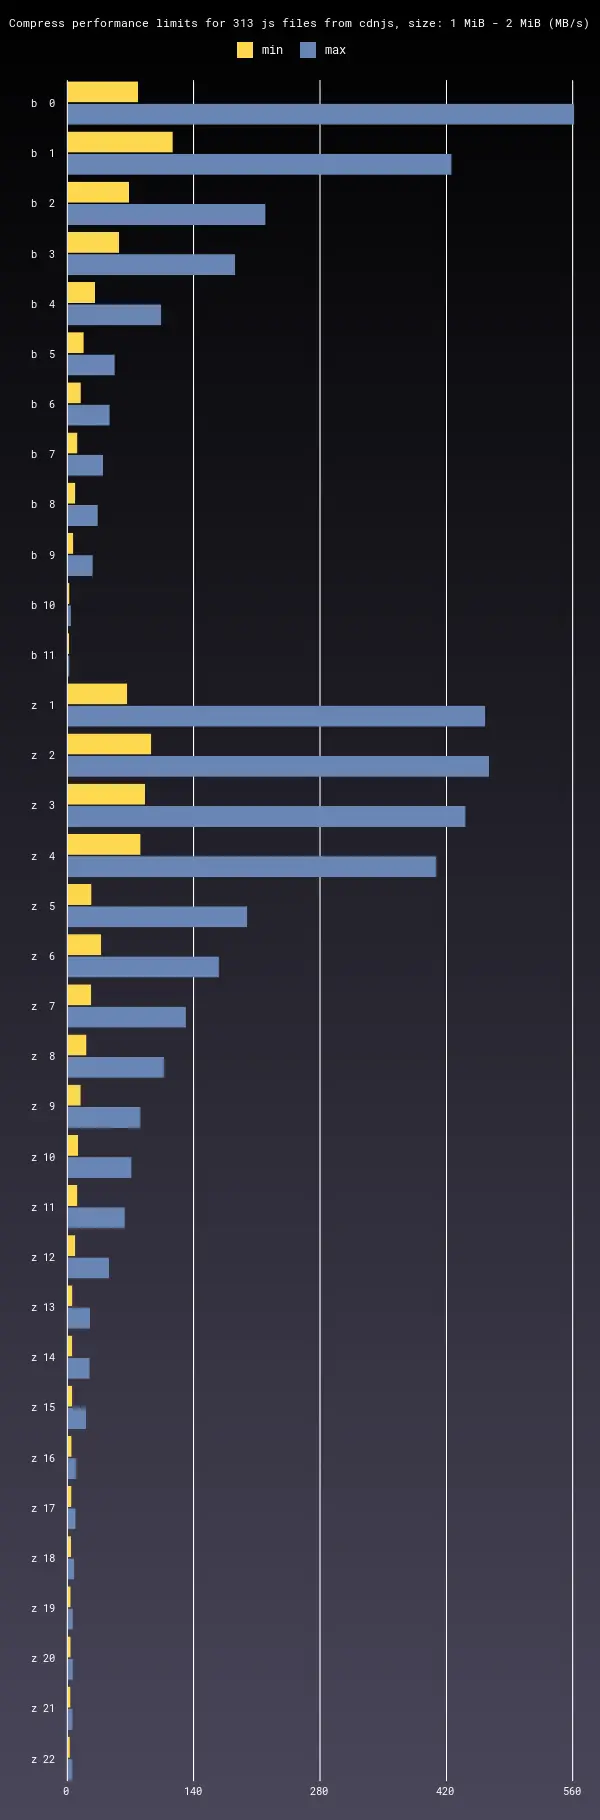 Compress performance limits for 313 js files from cdnjs, size: 1 MiB - 2 MiB (MB/s)
min max
b 0
b 1
b 2
b 3
b 4
b 5
b 6
b 7
b 8
b 9
b 10
b 11
z 1
z 2
z 3
z 4
z 5
z 6
z 7
z 8
z 9
z 10
z 11
z 12
z 13
z 14
z 15
z 16
z 17
z 18
z 19
z 20
z 21
z 22
0 140 280 420 560